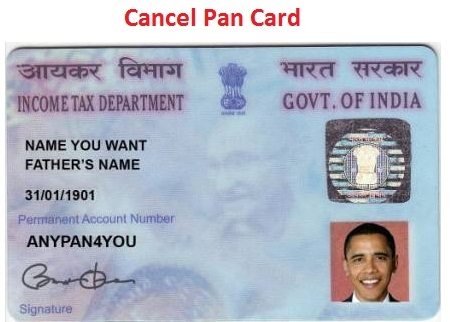 Cancel Pan Card
आयकर विभाग
भारत सरकार
INCOME TAX DEPARTMENT
GOVT. OF INDIA
NAME YOU WANT
FATHER'S NAME
31/01/1901
Permanent Account Number
ANYPAN4YOU
Signature